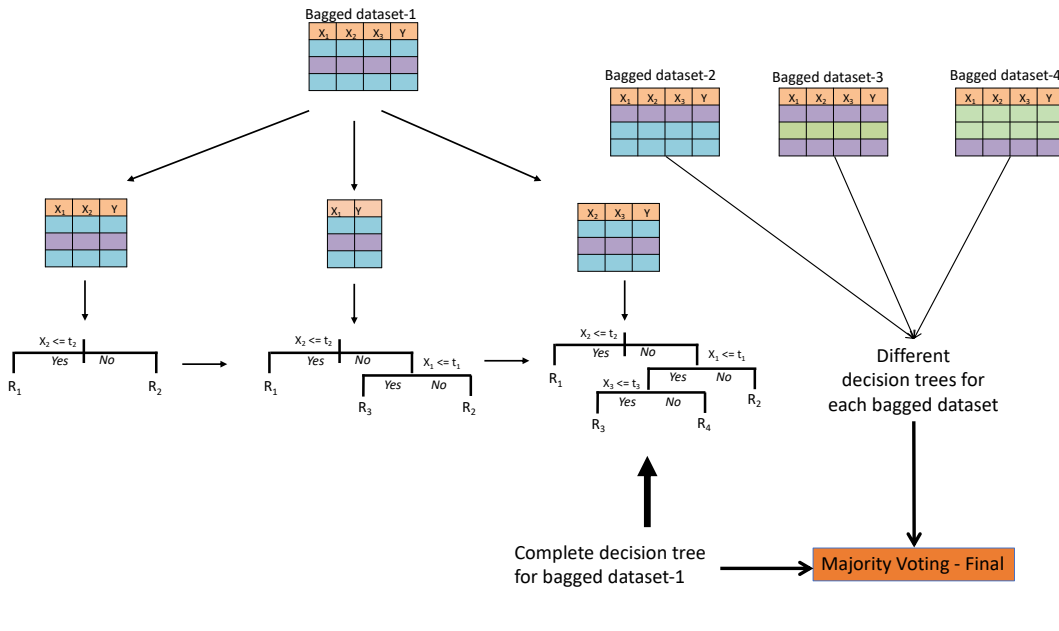 Bagged dataset-1
X₁ X₂ X₃ Y
Bagged dataset-2
X₁ X₂ X₃ Y
Bagged dataset-3
X₁ X₂ X₃ Y
Bagged dataset-4
X₁ X₂ X₃ Y
X₁ X₂ Y
X₁ Y
X₂ X₃ Y
X₂ <= t₂
Yes No
R₁ R₂
X₂ <= t₂
Yes No
R₁
X₁ <= t₁
Yes No
R₃ R₂
X₂ <= t₂
Yes No
R₁
X₁ <= t₁
Yes No
R₂
X₃ <= t₃
Yes No
R₃ R₄
Different
decision trees for
each bagged dataset
Complete decision tree
for bagged dataset-1
Majority Voting - Final